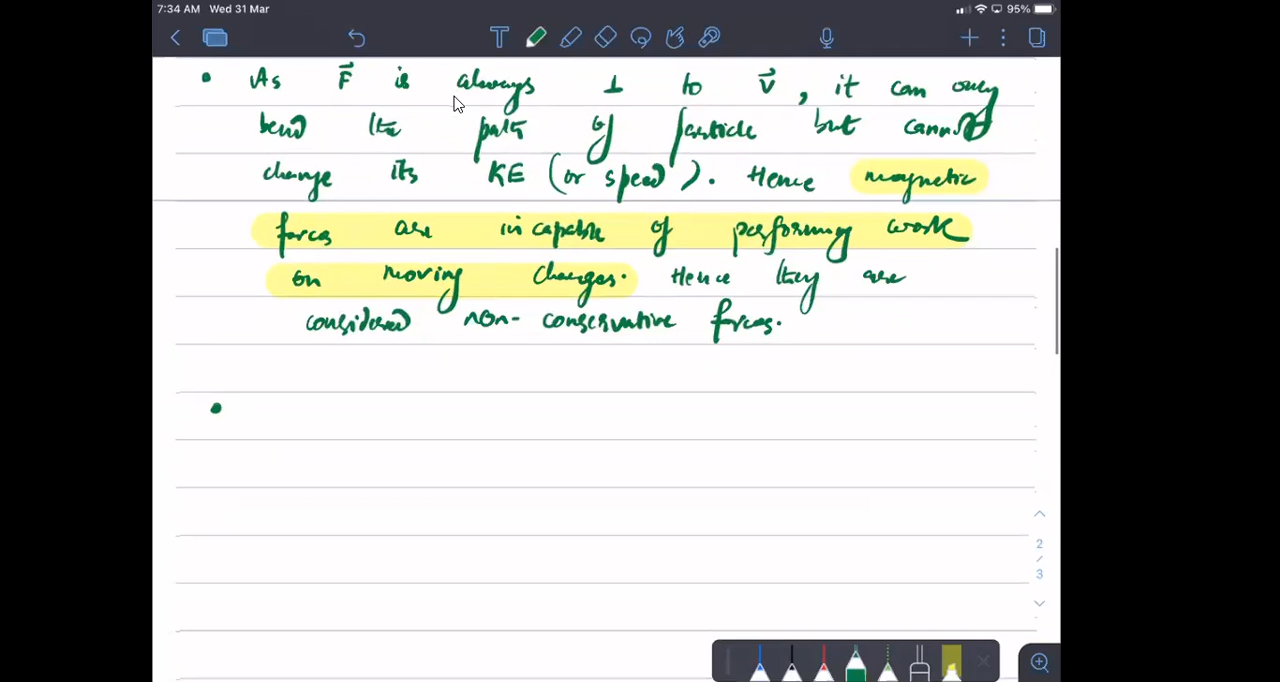 7:34 AM Wed 31 Mar 95%
T
• As F⃗ is always ⊥ to v⃗, it can only
bend the path of particle but cannot
change its KE (or speed). Hence magnetic
forces are incapable of performing work
on moving charges. Hence they are
considered non-conservative forces.
•
2
/
3